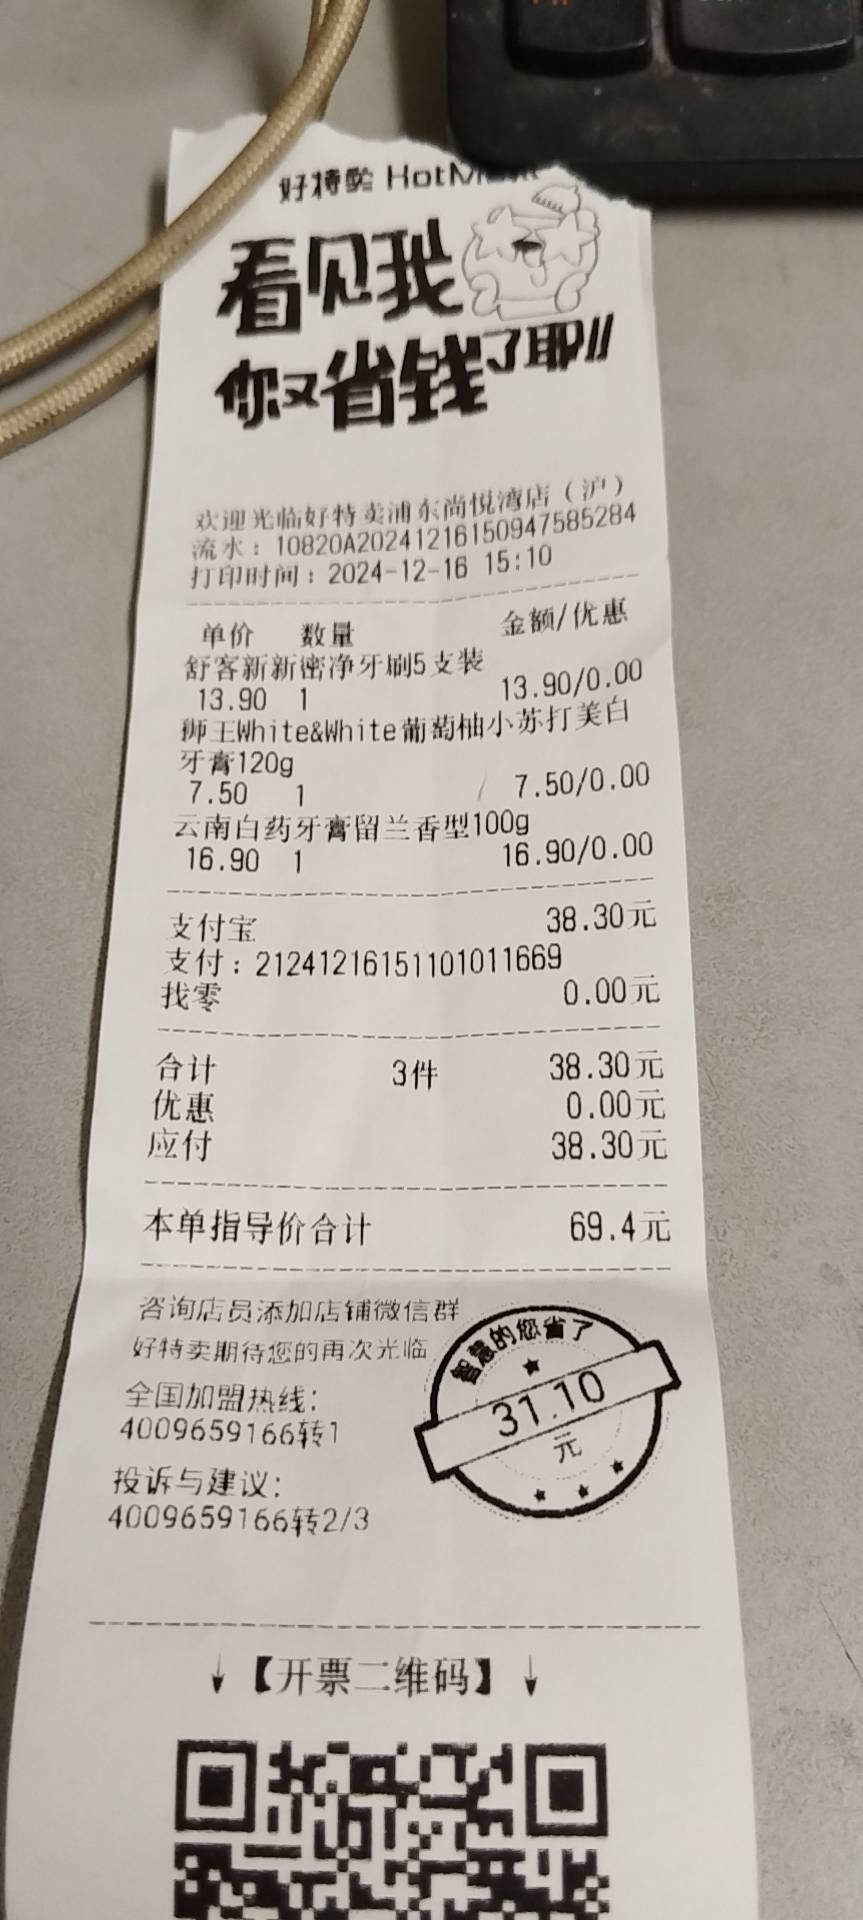 好特卖 HotMaxx
看见我
你又省钱了耶!!
欢迎光临好特卖浦东尚悦湾店（沪）
流水：10820A20241216150947585284
打印时间：2024-12-16 15:10
单价 数量 金额/优惠
舒客新新密净牙刷5支装
13.90 1 13.90/0.00
狮王White&White葡萄柚小苏打美白
牙膏120g
7.50 1 7.50/0.00
云南白药牙膏留兰香型100g
16.90 1 16.90/0.00
支付宝 38.30元
支付：21241216151101011669
找零 0.00元
合计 3件 38.30元
优惠 0.00元
应付 38.30元
本单指导价合计 69.4元
咨询店员添加店铺微信群
好特卖期待您的再次光临
全国加盟热线：
4009659166转1
投诉与建议：
4009659166转2/3
智慧的您省了
31.10
元
↓【开票二维码】↓